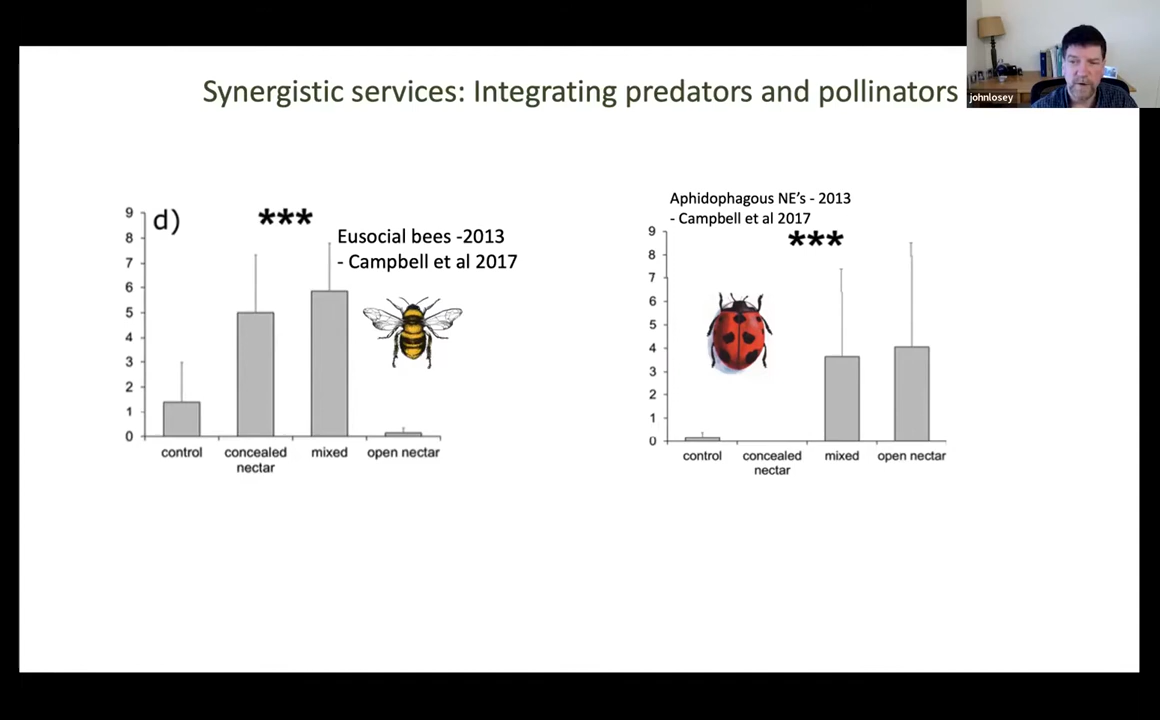 Synergistic services: Integrating predators and pollinators
johnlosey
d)
***
Eusocial bees -2013
- Campbell et al 2017
9
8
7
6
5
4
3
2
1
0
control
concealed
nectar
mixed
open nectar
Aphidophagous NE's - 2013
- Campbell et al 2017
***
9
8
7
6
5
4
3
2
1
0
control
concealed
nectar
mixed
open nectar